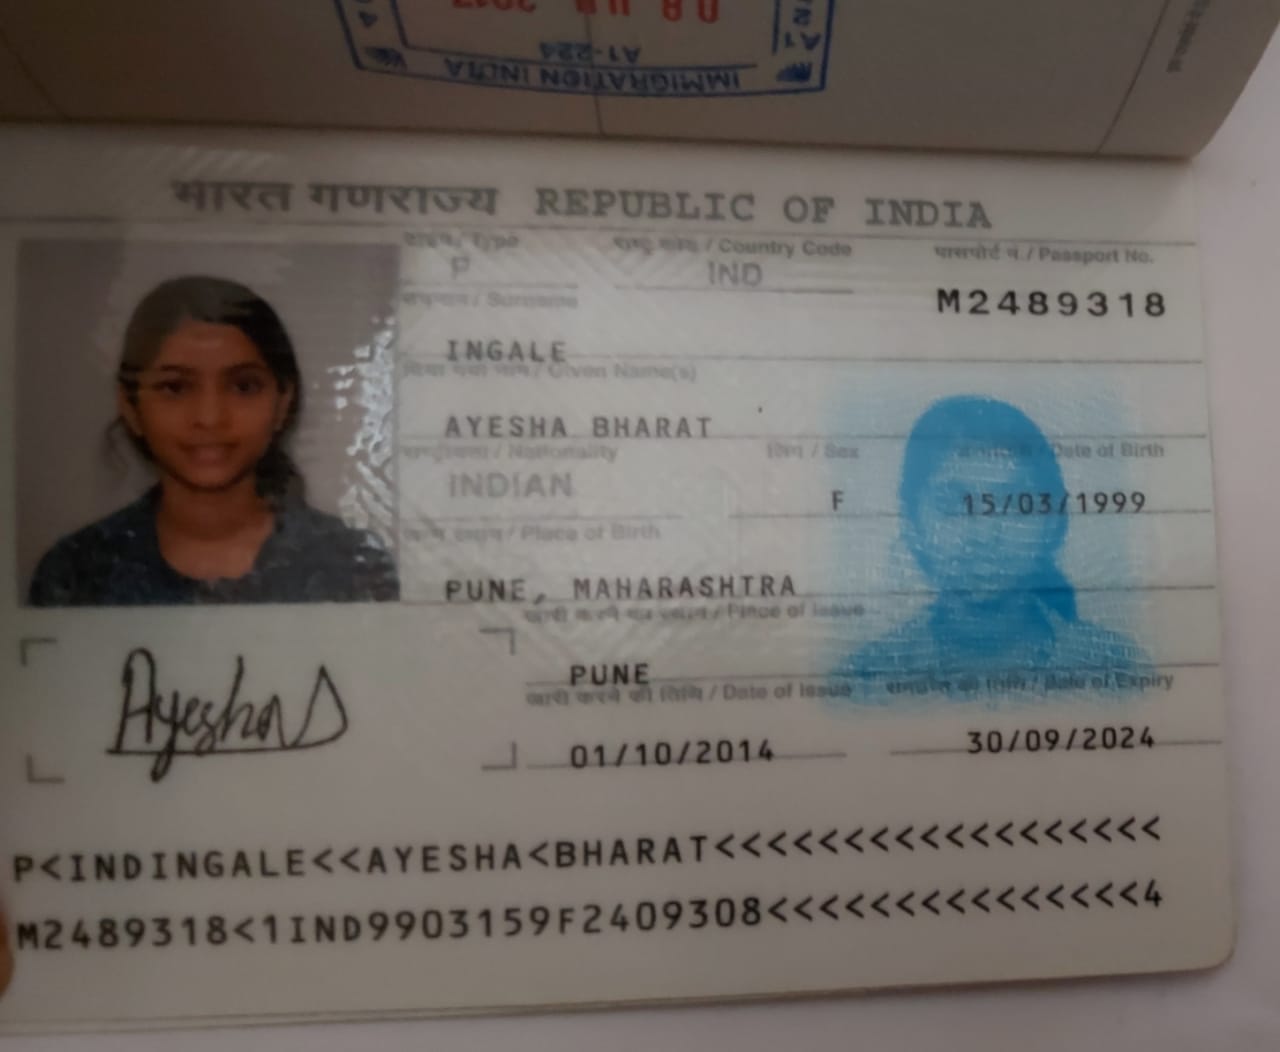 08 2017
A1-224
IMMIGRATION INDIA
भारत गणराज्य REPUBLIC OF INDIA
टाइप/ Type
राष्ट्र कोड / Country Code
पासपोर्ट नं./ Passport No.
P
IND
M2489318
उपनाम / Surname
INGALE
दिया गया नाम / Given Name(s)
AYESHA BHARAT
राष्ट्रीयता / Nationality
लिंग / Sex
Date of Birth
INDIAN
F
15/03/1999
जन्म स्थान / Place of Birth
PUNE, MAHARASHTRA
जारी करने का स्थान / Place of Issue
PUNE
जारी करने की तिथि / Date of Issue
समाप्ति की तिथि / Date of Expiry
01/10/2014
30/09/2024
Ayesha
P<INDINGALE<<AYESHA<BHARAT<<<<<<<<<<<<<<<<<<
M2489318<1IND9903159F2409308<<<<<<<<<<<<<<<4